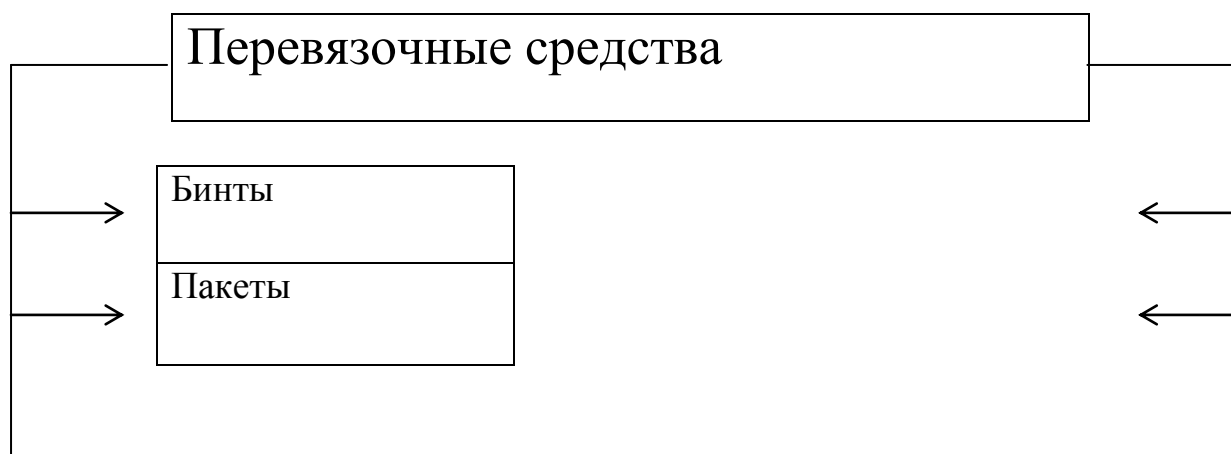 Перевязочные средства
Бинты
Пакеты